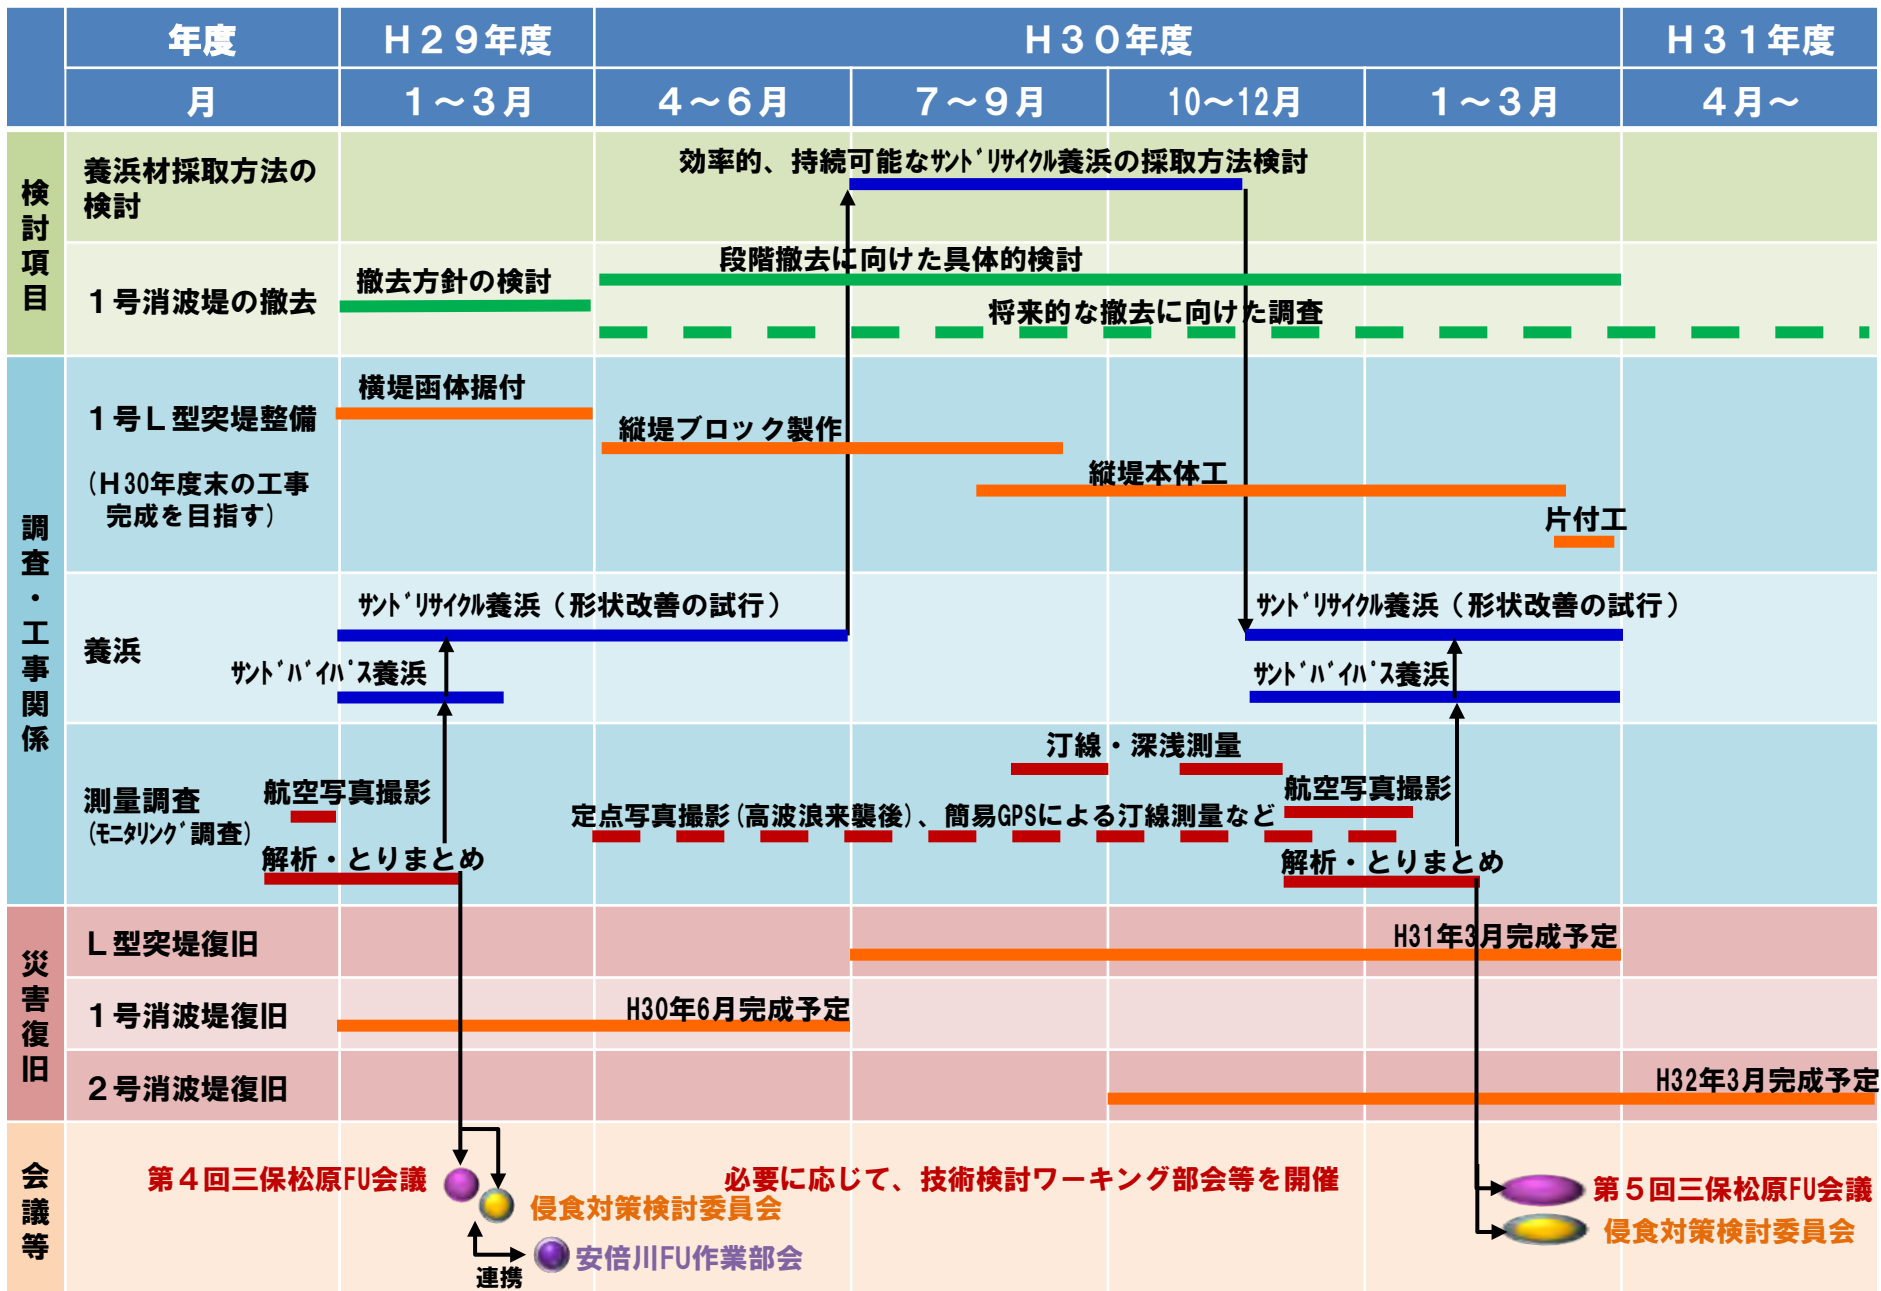 年度
H29年度
H30年度
H31年度
月
1～3月
4～6月
7～9月
10～12月
1～3月
4月～
検討項目
養浜材採取方法の
検討
効率的、持続可能なｻﾝﾄﾞﾘｻｲｸﾙ養浜の採取方法検討
1号消波堤の撤去
撤去方針の検討
段階撤去に向けた具体的検討
将来的な撤去に向けた調査
調査・工事関係
1号L型突堤整備
(H30年度末の工事
完成を目指す)
横堤函体据付
縦堤ブロック製作
縦堤本体工
片付工
養浜
ｻﾝﾄﾞﾘｻｲｸﾙ養浜（形状改善の試行）
ｻﾝﾄﾞﾊﾞｲﾊﾟｽ養浜
ｻﾝﾄﾞﾘｻｲｸﾙ養浜（形状改善の試行）
ｻﾝﾄﾞﾊﾞｲﾊﾟｽ養浜
測量調査
(ﾓﾆﾀﾘﾝｸﾞ調査)
航空写真撮影
解析・とりまとめ
汀線・深浅測量
定点写真撮影(高波浪来襲後)、簡易GPSによる汀線測量など
航空写真撮影
解析・とりまとめ
災害復旧
L型突堤復旧
H31年3月完成予定
1号消波堤復旧
H30年6月完成予定
2号消波堤復旧
H32年3月完成予定
会議等
第4回三保松原FU会議
侵食対策検討委員会
安倍川FU作業部会
連携
必要に応じて、技術検討ワーキング部会等を開催
第5回三保松原FU会議
侵食対策検討委員会